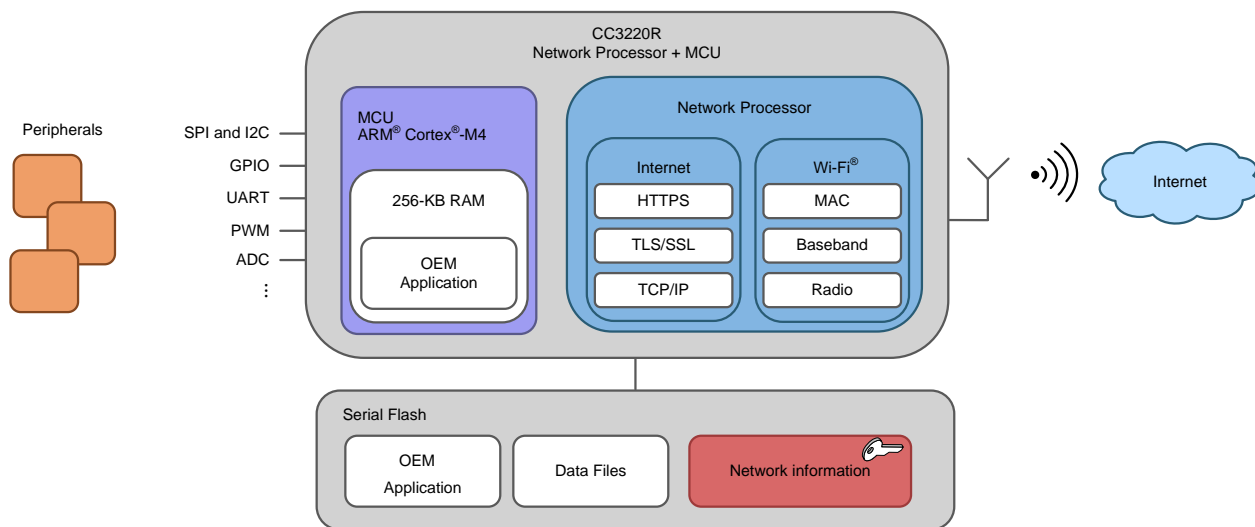 CC3220R
Network Processor + MCU
Peripherals
SPI and I2C
GPIO
UART
PWM
ADC
⋮
MCU
ARM® Cortex®-M4
256-KB RAM
OEM
Application
Network Processor
Internet
HTTPS
TLS/SSL
TCP/IP
Wi-Fi®
MAC
Baseband
Radio
Internet
Serial Flash
OEM
Application
Data Files
Network information